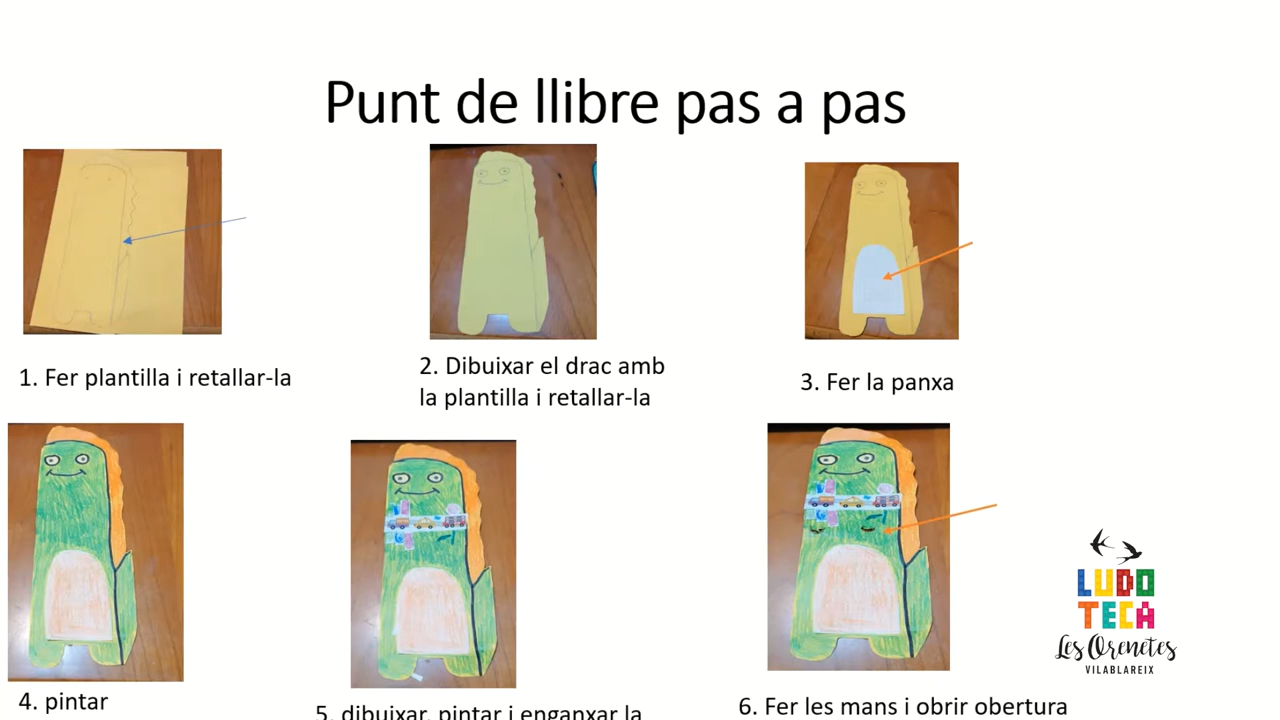 Punt de llibre pas a pas
1. Fer plantilla i retallar-la
2. Dibuixar el drac amb
la plantilla i retallar-la
3. Fer la panxa
4. pintar
5. dibuixar, pintar i enganxar la
6. Fer les mans i obrir obertura
LUDO
TECA
Les Orenetes
VILABLAREIX